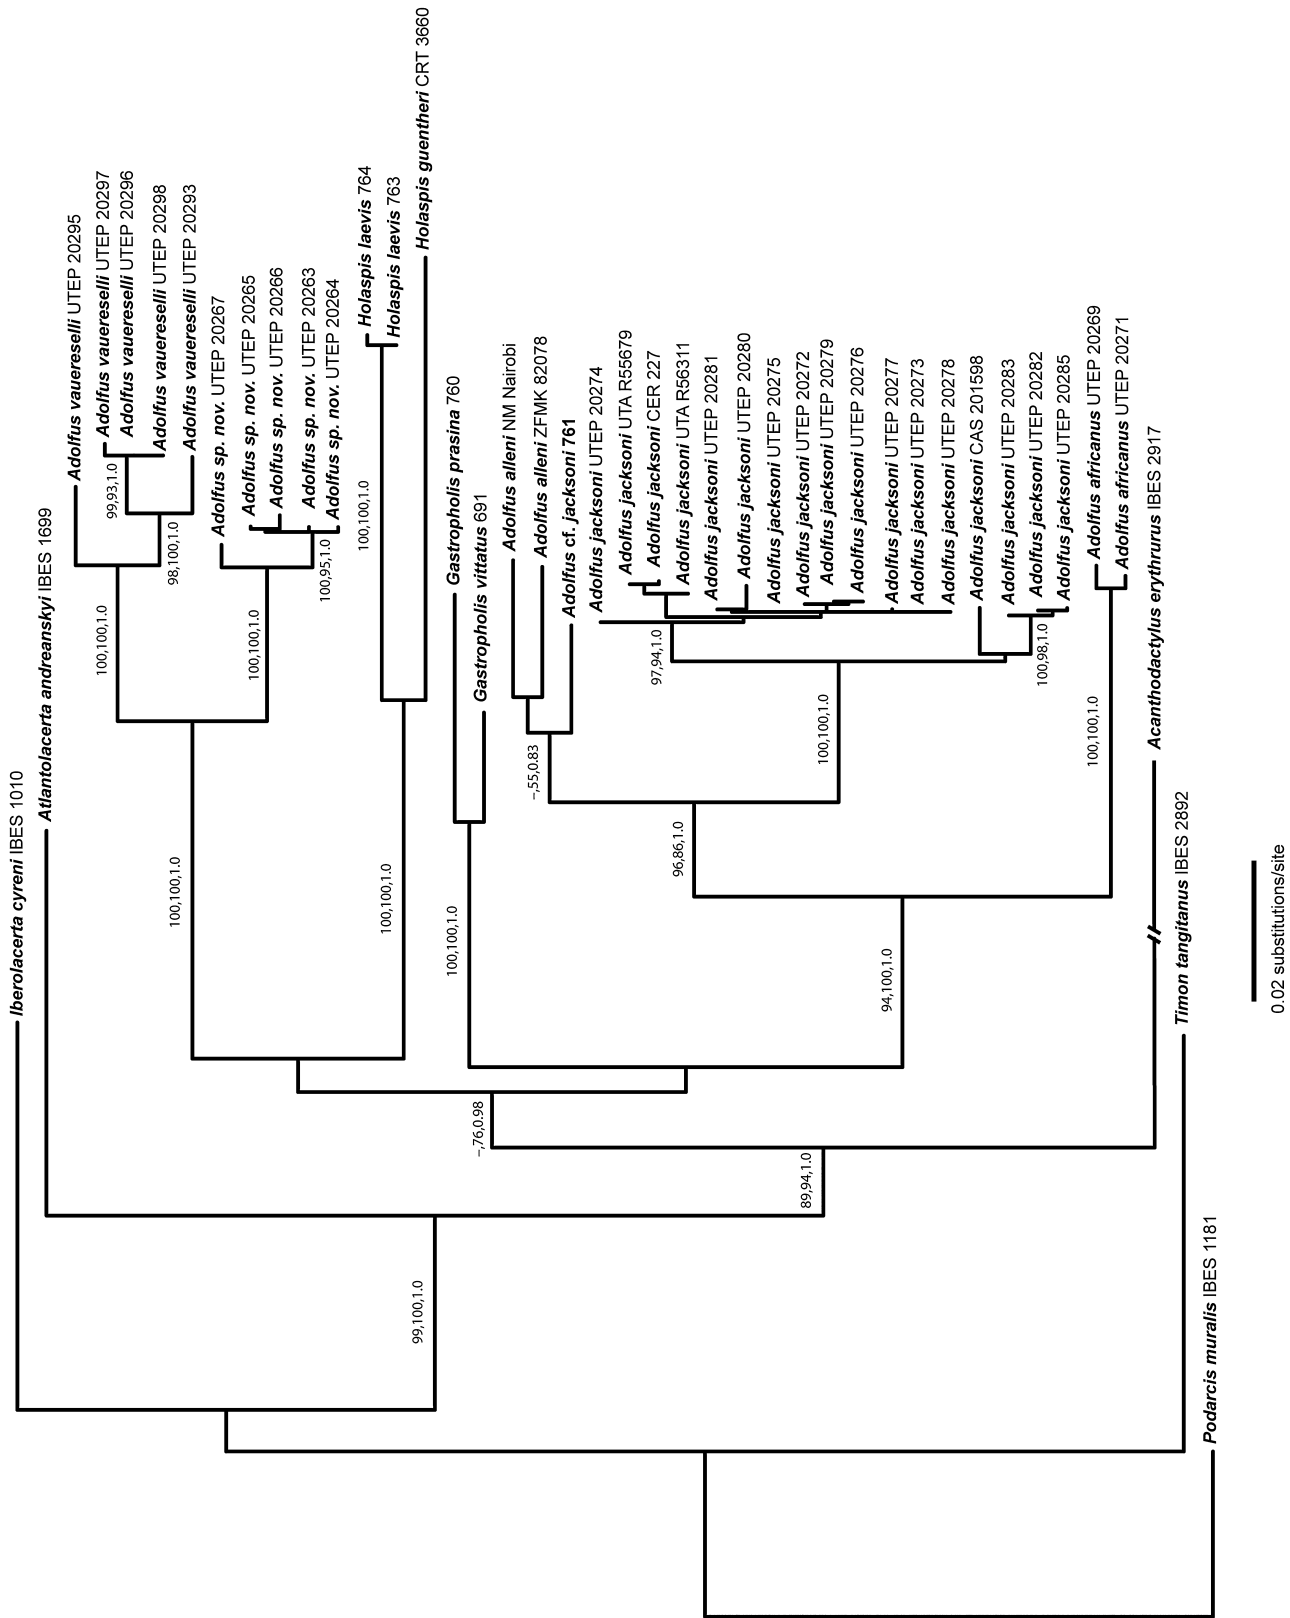 Iberolacerta cyreni IBES 1010
Atlantolacerta andreanskyi IBES 1699
Adolfus vauereselli UTEP 20295
Adolfus vauereselli UTEP 20297
Adolfus vauereselli UTEP 20296
Adolfus vauereselli UTEP 20298
Adolfus vauereselli UTEP 20293
Adolfus sp. nov. UTEP 20267
Adolfus sp. nov. UTEP 20265
Adolfus sp. nov. UTEP 20266
Adolfus sp. nov. UTEP 20263
Adolfus sp. nov. UTEP 20264
Holaspis laevis 764
Holaspis laevis 763
Holaspis guentheri CRT 3660
Gastropholis prasina 760
Gastropholis vittatus 691
Adolfus alleni NM Nairobi
Adolfus alleni ZFMK 82078
Adolfus cf. jacksoni 761
Adolfus jacksoni UTEP 20274
Adolfus jacksoni UTA R55679
Adolfus jacksoni CER 227
Adolfus jacksoni UTA R56311
Adolfus jacksoni UTEP 20281
Adolfus jacksoni UTEP 20280
Adolfus jacksoni UTEP 20275
Adolfus jacksoni UTEP 20272
Adolfus jacksoni UTEP 20279
Adolfus jacksoni UTEP 20276
Adolfus jacksoni UTEP 20277
Adolfus jacksoni UTEP 20273
Adolfus jacksoni UTEP 20278
Adolfus jacksoni CAS 201598
Adolfus jacksoni UTEP 20283
Adolfus jacksoni UTEP 20282
Adolfus jacksoni UTEP 20285
Adolfus africanus UTEP 20269
Adolfus africanus UTEP 20271
Acanthodactylus erythrurus IBES 2917
Timon tangitanus IBES 2892
Podarcis muralis IBES 1181
99,93,1.0
98,100,1.0
100,100,1.0
100,100,1.0
100,95,1.0
100,100,1.0
100,100,1.0
100,100,1.0
99,100,1.0
100,100,1.0
–,76,0.98
–,55,0.83
97,94,1.0
96,86,1.0
100,100,1.0
89,94,1.0
94,100,1.0
100,98,1.0
100,100,1.0
0.02 substitutions/site